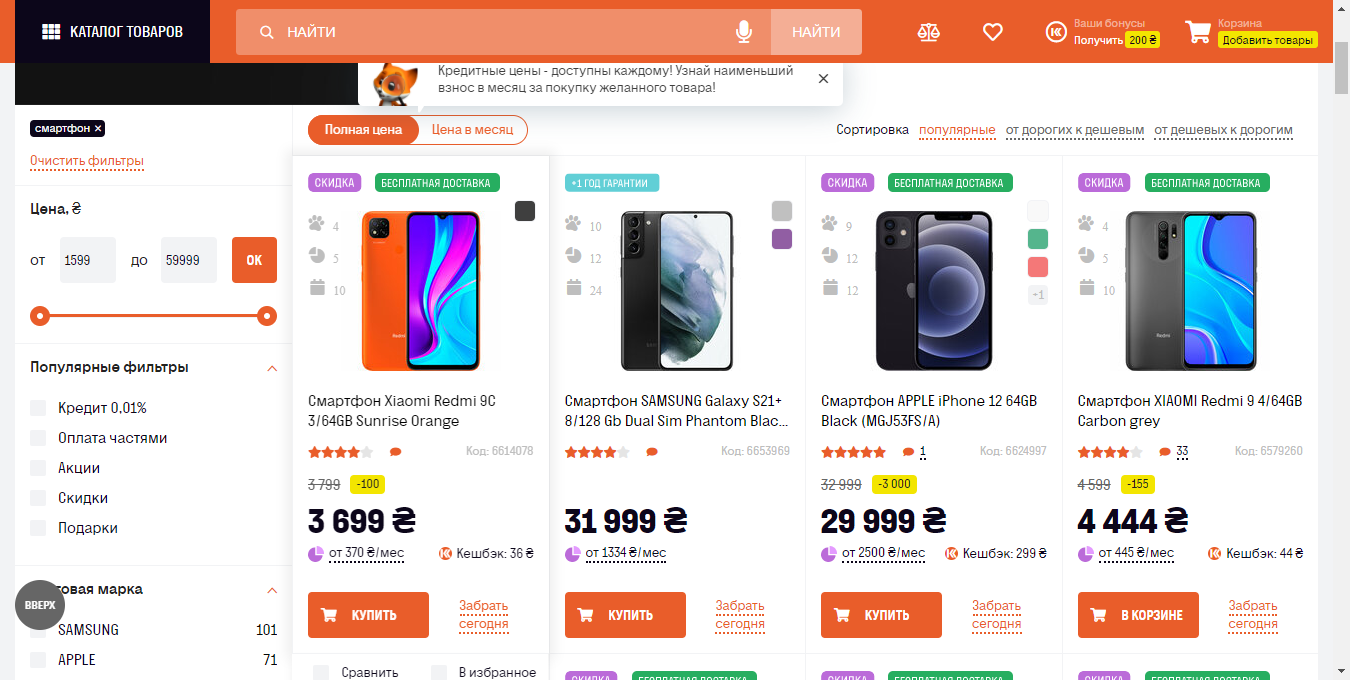 КАТАЛОГ ТОВАРОВ
НАЙТИ
НАЙТИ
Ваши бонусы
Получить 200 ₴
Корзина
Добавить товары
Кредитные цены - доступны каждому! Узнай наименьший
взнос в месяц за покупку желанного товара!
смартфон ×
Очистить фильтры
Полная цена
Цена в месяц
Сортировка популярные от дорогих к дешевым от дешевых к дорогим
Цена, ₴
от 1599 до 59999 ОК
Популярные фильтры
Кредит 0,01%
Оплата частями
Акции
Скидки
Подарки
овая марка
ВВЕРХ
SAMSUNG 101
APPLE 71
СКИДКА БЕСПЛАТНАЯ ДОСТАВКА
4
5
10
Смартфон Xiaomi Redmi 9C
3/64GB Sunrise Orange
Код: 6614078
3 799 -100
3 699 ₴
от 370 ₴/мес Кешбэк: 36 ₴
КУПИТЬ
Забрать
сегодня
Сравнить В избранное
+1 ГОД ГАРАНТИИ
10
12
24
Смартфон SAMSUNG Galaxy S21+
8/128 Gb Dual Sim Phantom Blac...
Код: 6653969
31 999 ₴
от 1334 ₴/мес
КУПИТЬ
Забрать
сегодня
СКИДКА БЕСПЛАТНАЯ ДОСТАВКА
СКИДКА БЕСПЛАТНАЯ ДОСТАВКА
9
12
12
+1
Смартфон APPLE iPhone 12 64GB
Black (MGJ53FS/A)
1 Код: 6624997
32 999 -3 000
29 999 ₴
от 2500 ₴/мес Кешбэк: 299 ₴
КУПИТЬ
Забрать
сегодня
СКИДКА БЕСПЛАТНАЯ ДОСТАВКА
СКИДКА БЕСПЛАТНАЯ ДОСТАВКА
4
5
10
Redmi
Смартфон XIAOMI Redmi 9 4/64GB
Carbon grey
33 Код: 6579260
4 599 -155
4 444 ₴
от 445 ₴/мес Кешбэк: 44 ₴
В КОРЗИНЕ
Забрать
сегодня
СКИДКА БЕСПЛАТНАЯ ДОСТАВКА